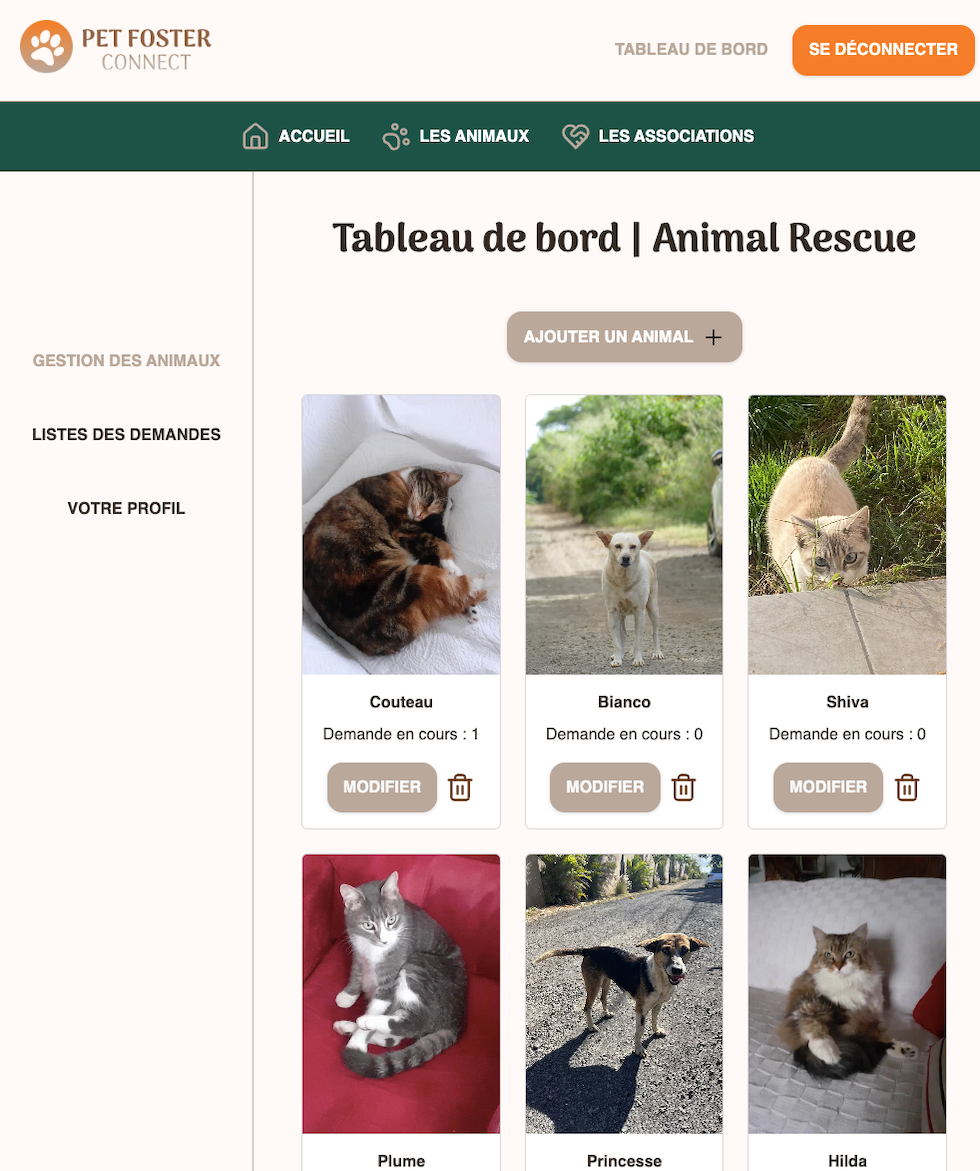 PET FOSTER
CONNECT
TABLEAU DE BORD
SE DÉCONNECTER
ACCUEIL
LES ANIMAUX
LES ASSOCIATIONS
Tableau de bord | Animal Rescue
AJOUTER UN ANIMAL +
GESTION DES ANIMAUX
LISTES DES DEMANDES
VOTRE PROFIL
Couteau
Demande en cours : 1
MODIFIER
Bianco
Demande en cours : 0
MODIFIER
Shiva
Demande en cours : 0
MODIFIER
Plume
Princesse
Hilda